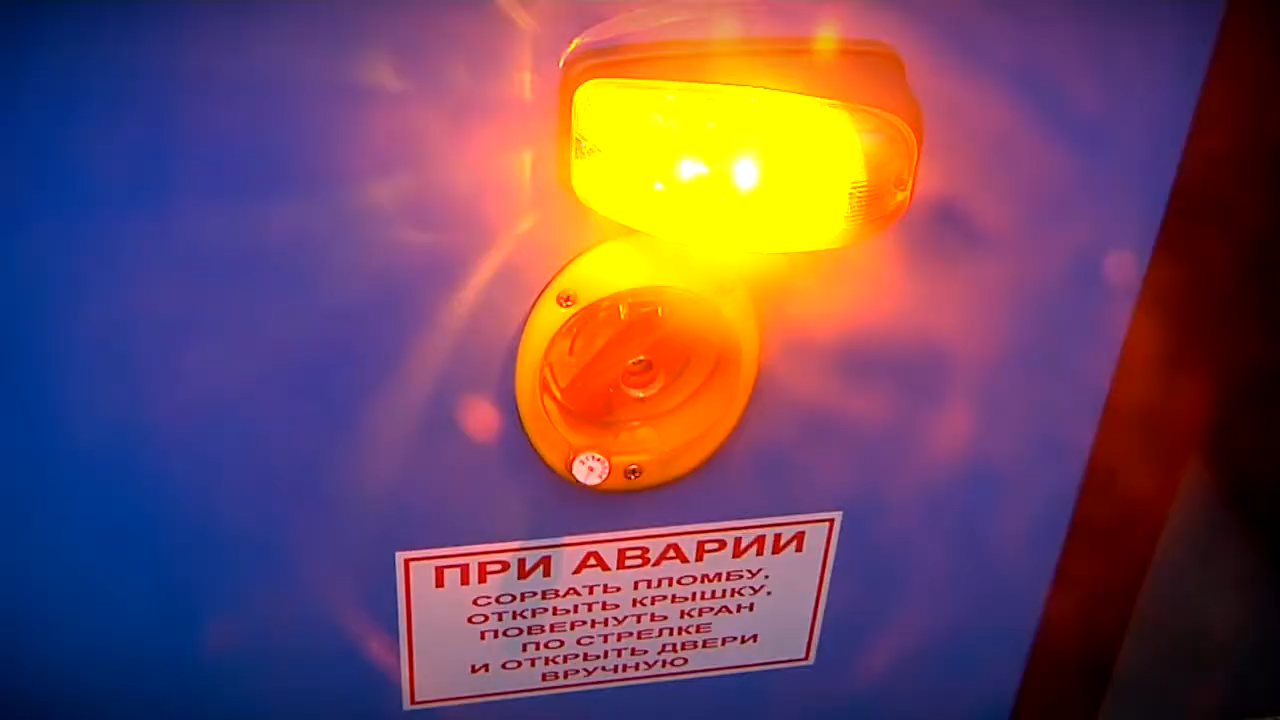 ПРИ АВАРИИ
СОРВАТЬ ПЛОМБУ,
ОТКРЫТЬ КРЫШКУ,
ПОВЕРНУТЬ КРАН
ПО СТРЕЛКЕ
И ОТКРЫТЬ ДВЕРИ
ВРУЧНУЮ